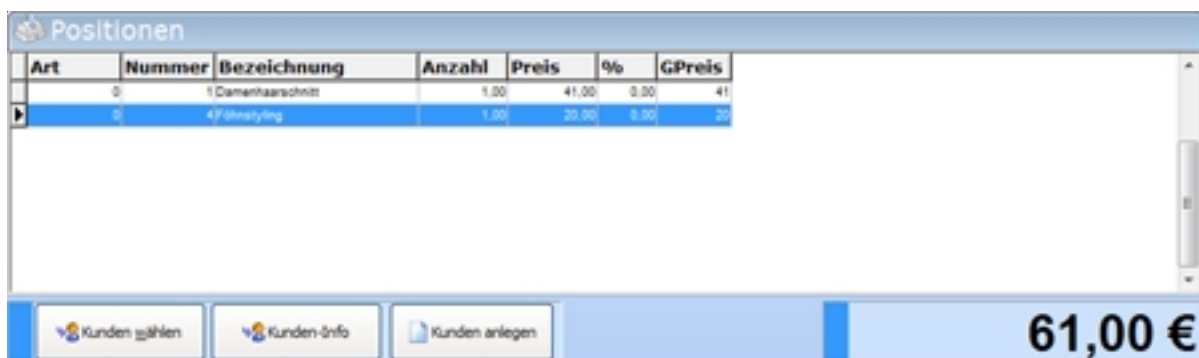 Positionen
Art Nummer Bezeichnung Anzahl Preis % GPreis
0 1 Damenhaarschnitt 1,00 41,00 0,00 41
0 4 Föhnstyling 1,00 20,00 0,00 20
Kunden wählen Kunden-Info Kunden anlegen 61,00 €